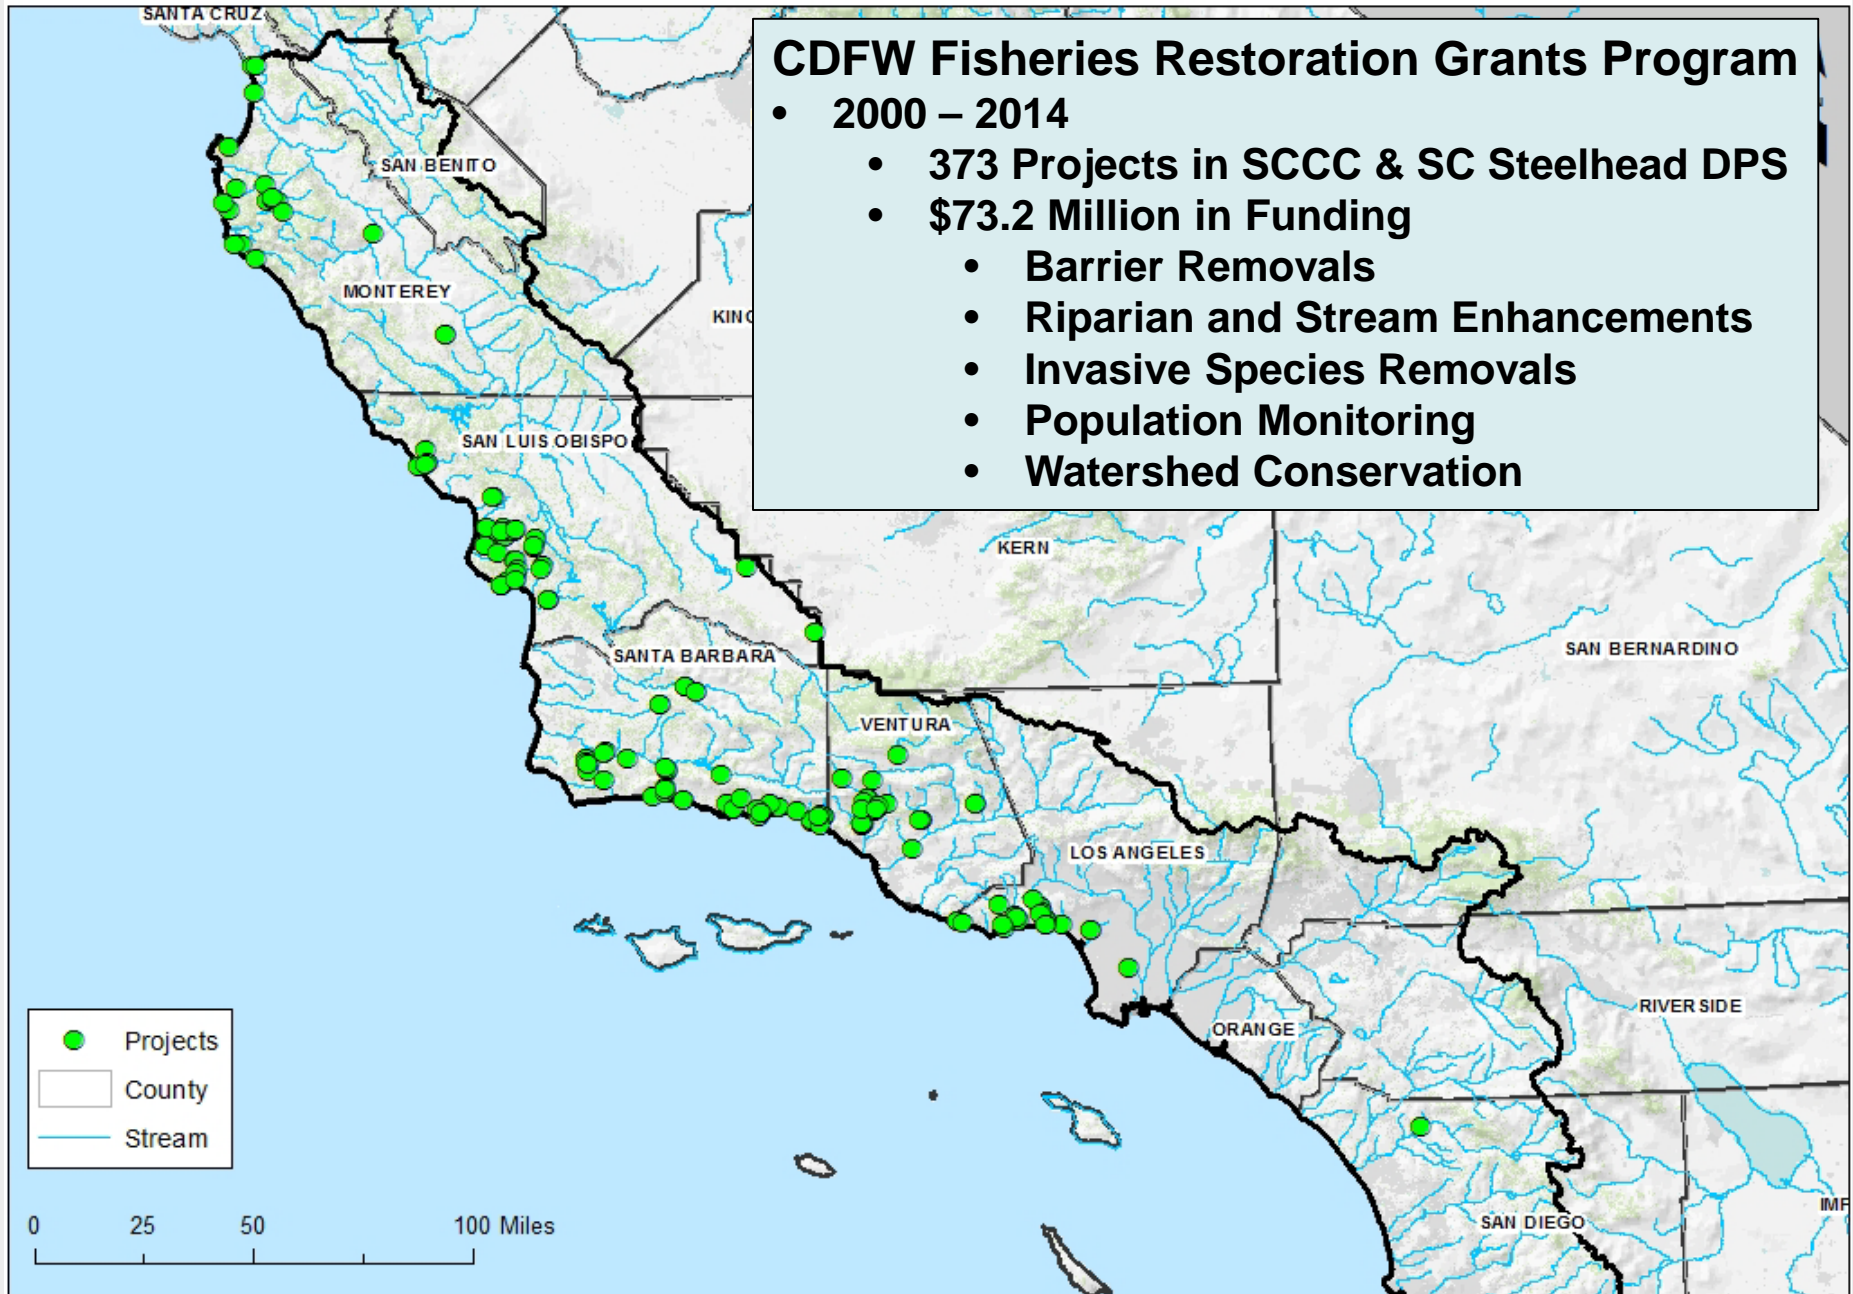 SANTA CRUZ
CDFW Fisheries Restoration Grants Program
• 2000 – 2014
• 373 Projects in SCCC & SC Steelhead DPS
• $73.2 Million in Funding
• Barrier Removals
• Riparian and Stream Enhancements
• Invasive Species Removals
• Population Monitoring
• Watershed Conservation
SAN BENITO
MONTEREY
SAN LUIS OBISPO
KERN
SANTA BARBARA
SAN BERNARDINO
VENTURA
LOS ANGELES
RIVERSIDE
ORANGE
SAN DIEGO
Projects
County
Stream
0 25 50 100 Miles